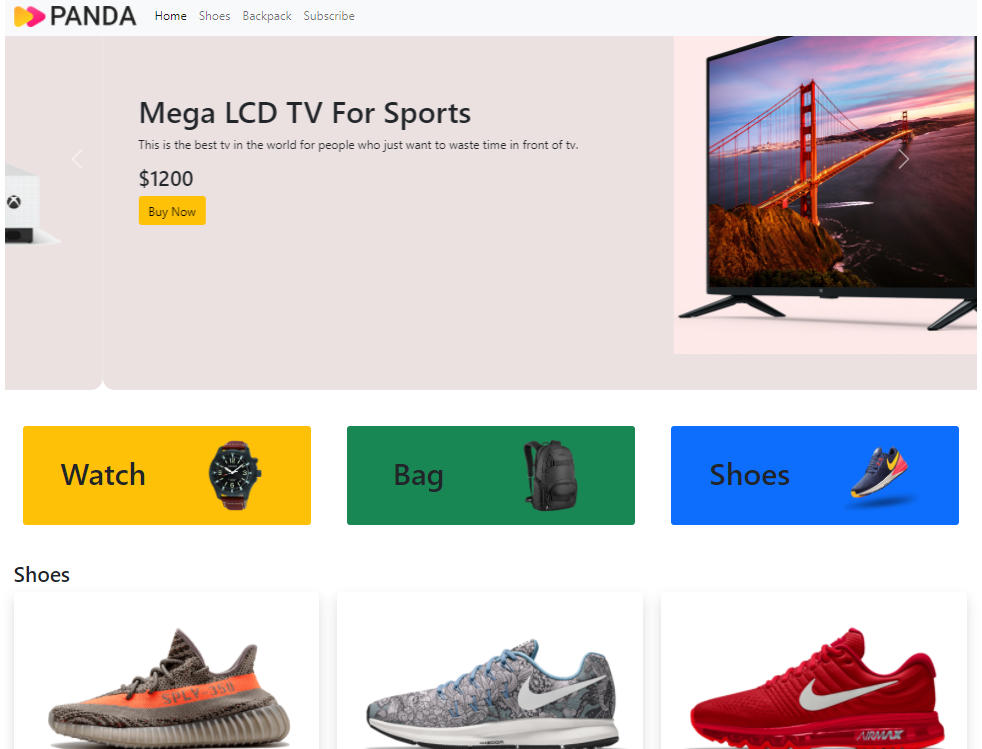 PANDA Home Shoes Backpack Subscribe
Mega LCD TV For Sports
This is the best tv in the world for people who just want to waste time in front of tv.
$1200
Buy Now
Watch Bag Shoes
Shoes
SPLY-350
AIRMAX